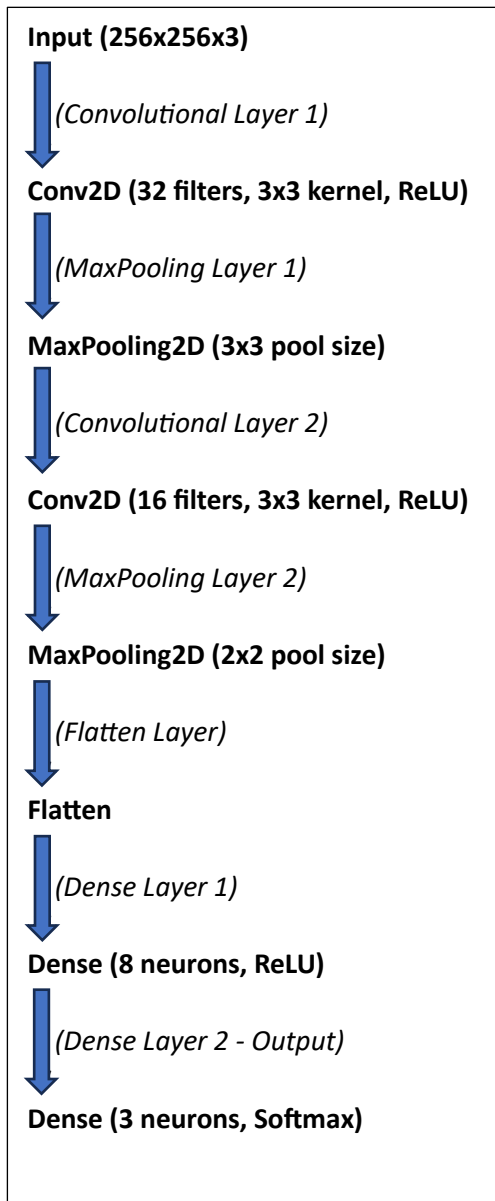 Input (256x256x3)
(Convolutional Layer 1)
Conv2D (32 filters, 3x3 kernel, ReLU)
(MaxPooling Layer 1)
MaxPooling2D (3x3 pool size)
(Convolutional Layer 2)
Conv2D (16 filters, 3x3 kernel, ReLU)
(MaxPooling Layer 2)
MaxPooling2D (2x2 pool size)
(Flatten Layer)
Flatten
(Dense Layer 1)
Dense (8 neurons, ReLU)
(Dense Layer 2 - Output)
Dense (3 neurons, Softmax)